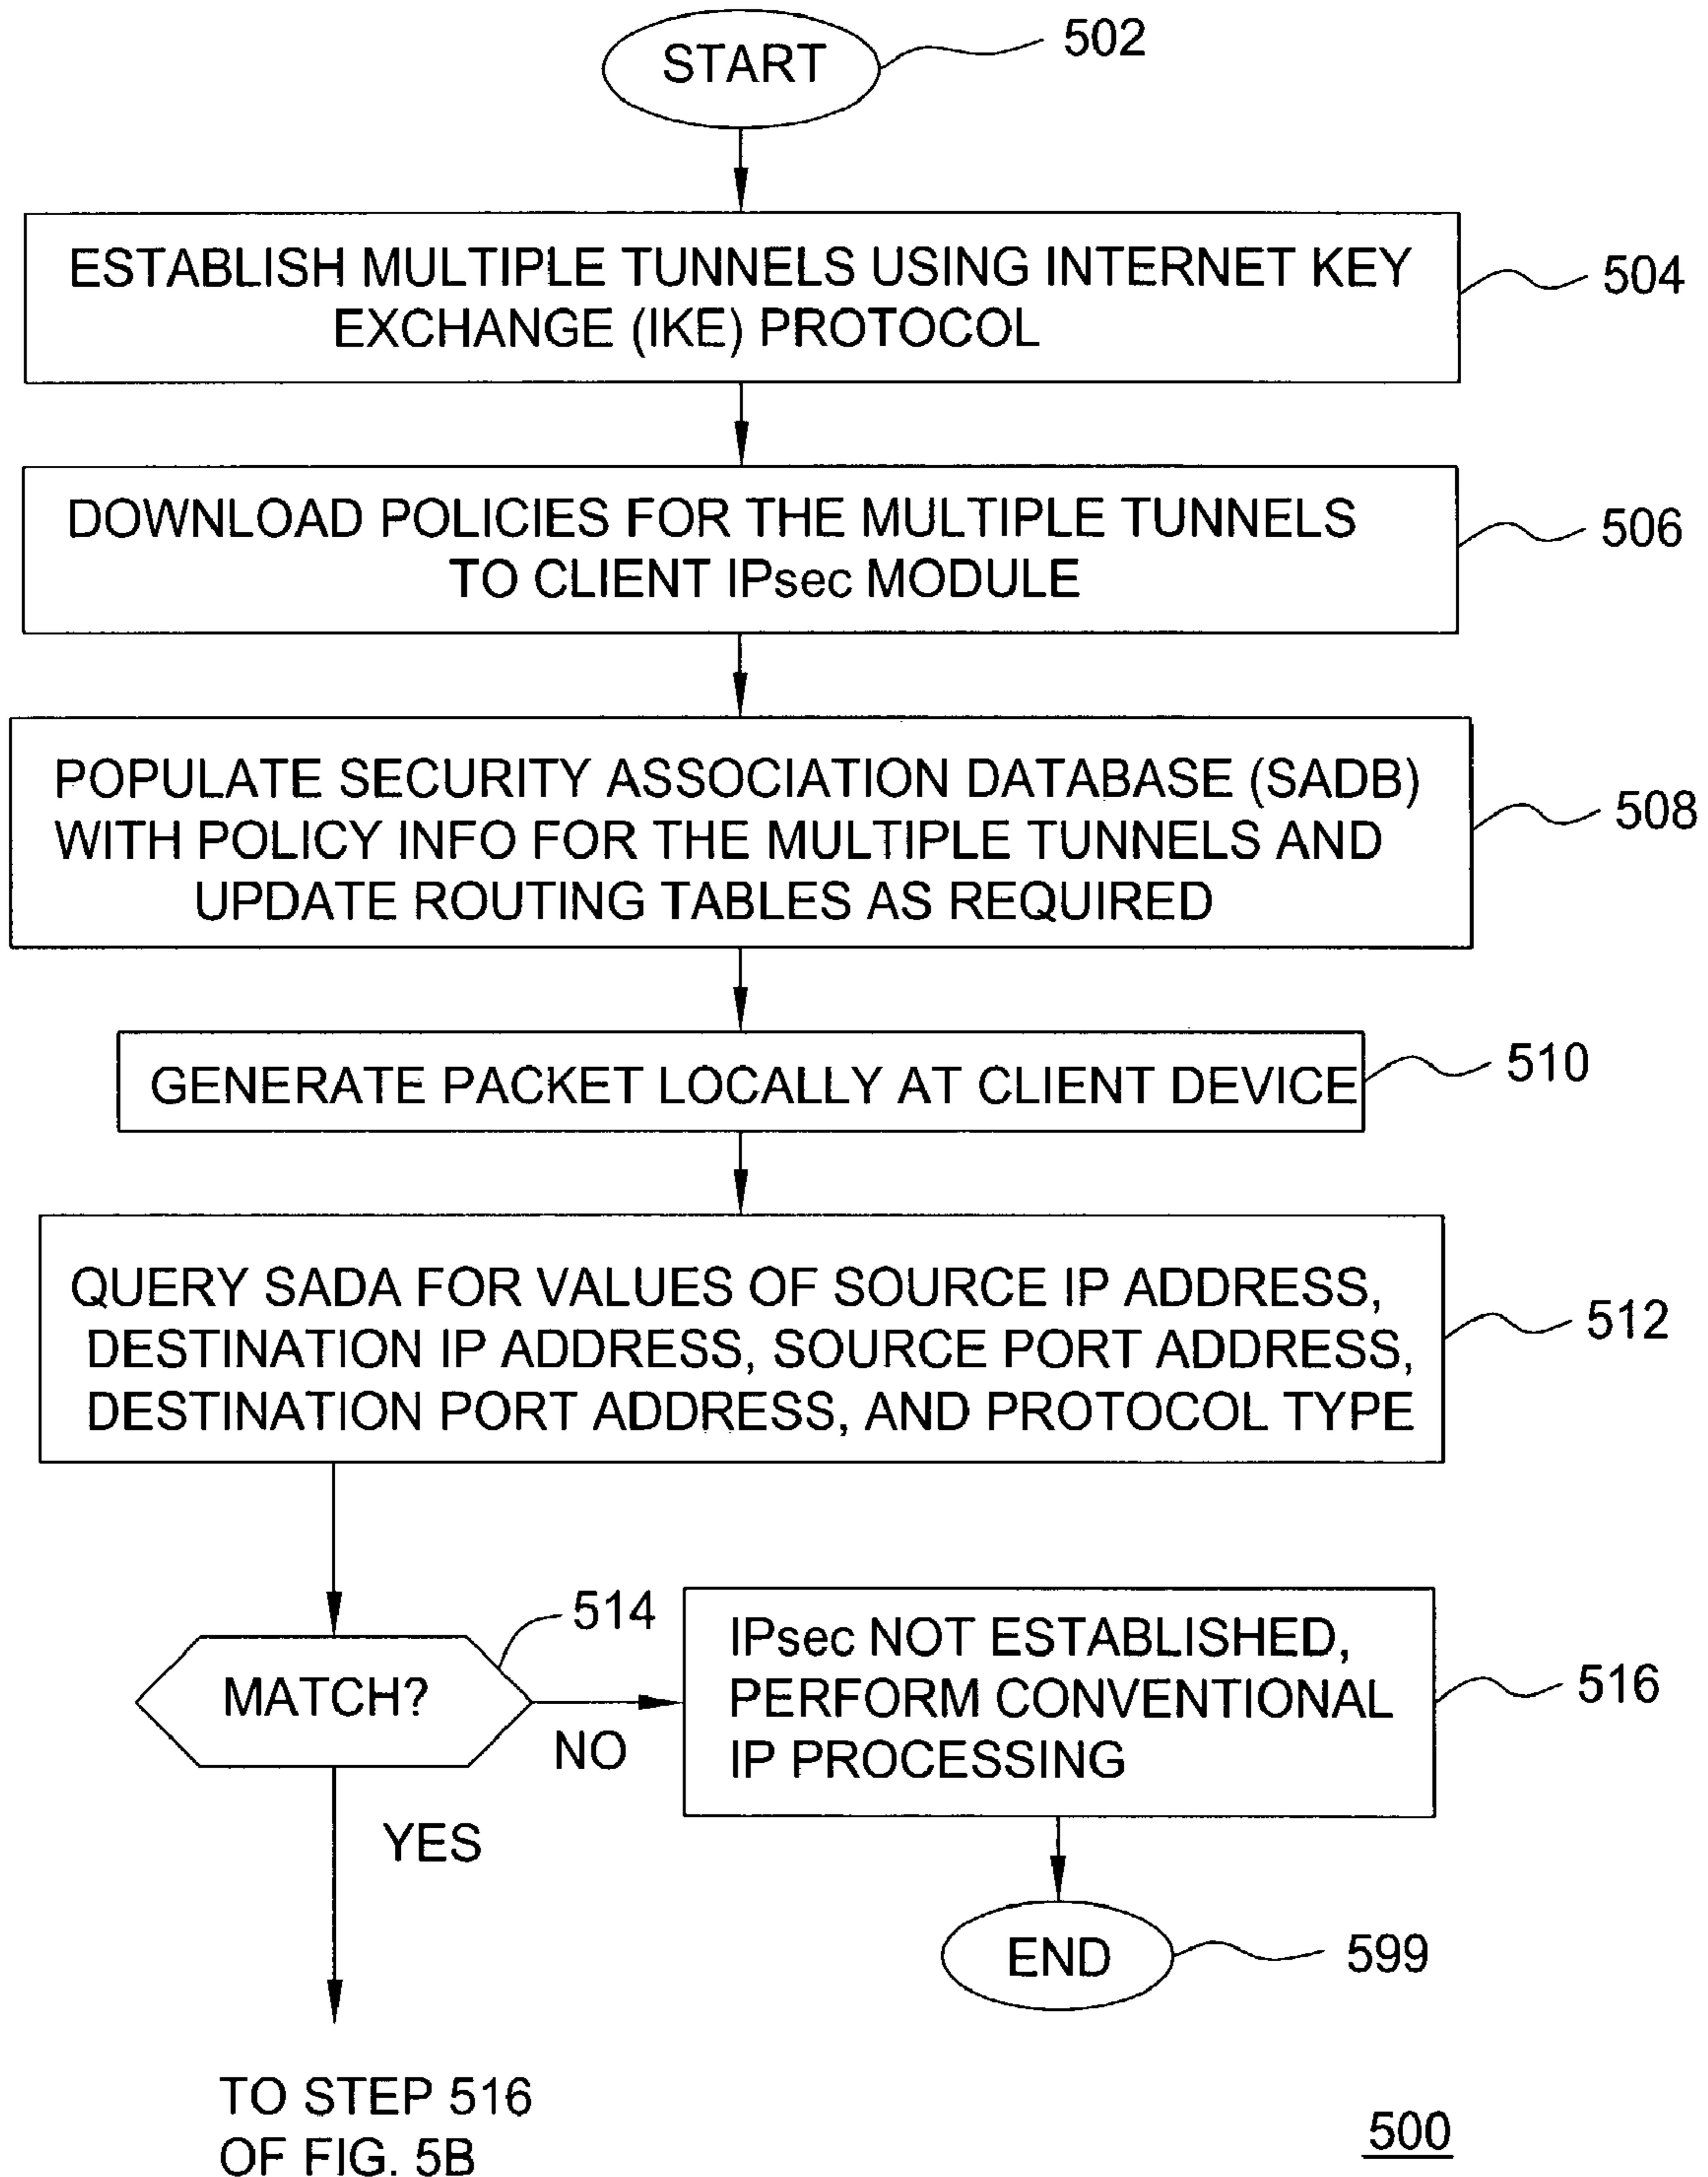 START
502
ESTABLISH MULTIPLE TUNNELS USING INTERNET KEY
EXCHANGE (IKE) PROTOCOL
504
DOWNLOAD POLICIES FOR THE MULTIPLE TUNNELS
TO CLIENT IPsec MODULE
506
POPULATE SECURITY ASSOCIATION DATABASE (SADB)
WITH POLICY INFO FOR THE MULTIPLE TUNNELS AND
UPDATE ROUTING TABLES AS REQUIRED
508
GENERATE PACKET LOCALLY AT CLIENT DEVICE
510
QUERY SADA FOR VALUES OF SOURCE IP ADDRESS,
DESTINATION IP ADDRESS, SOURCE PORT ADDRESS,
DESTINATION PORT ADDRESS, AND PROTOCOL TYPE
512
MATCH?
514
NO
YES
IPsec NOT ESTABLISHED,
PERFORM CONVENTIONAL
IP PROCESSING
516
END
599
TO STEP 516
OF FIG. 5B
500